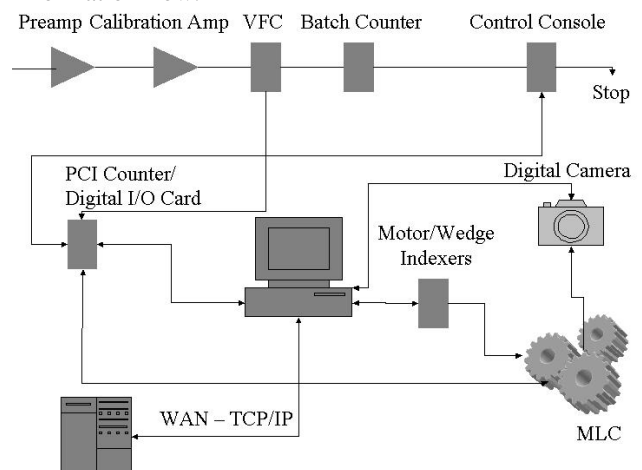 Preamp Calibration Amp VFC Batch Counter Control Console
Stop
PCI Counter/
Digital I/O Card
Digital Camera
Motor/Wedge
Indexers
WAN – TCP/IP
MLC